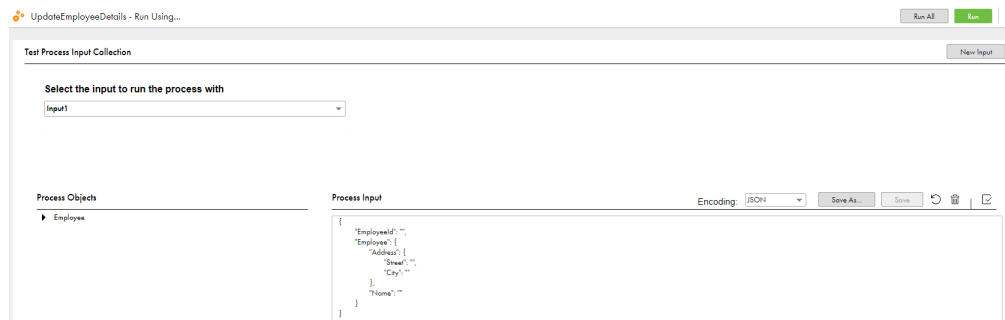 UpdateEmployeeDetails - Run Using...
Run All
Run
Test Process Input Collection
New Input
Select the input to run the process with
Input1
Process Objects
Process Input
Encoding:
JSON
Save As...
Save
Employee
{
"EmployeeId": "",
"Employee": {
"Address": {
"Street": "",
"City": ""
},
"Name": ""
}
}